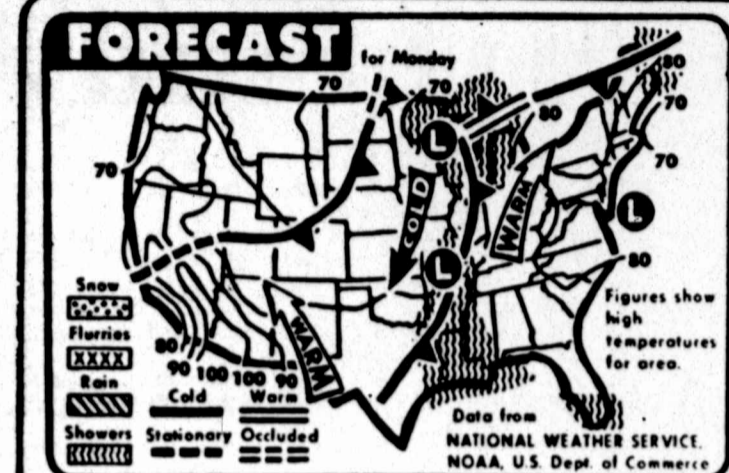 FORECAST
for Monday
70
70
80
80
70
70
70
L
COLD
WARM
L
L
80
Snow
Flurries
Rain
Showers
80
90 100 100 90
WARM
Cold
Warm
Stationary
Occluded
Figures show
high
temperatures
for area.
Data from
NATIONAL WEATHER SERVICE.
NOAA, U.S. Dept. of Commerce